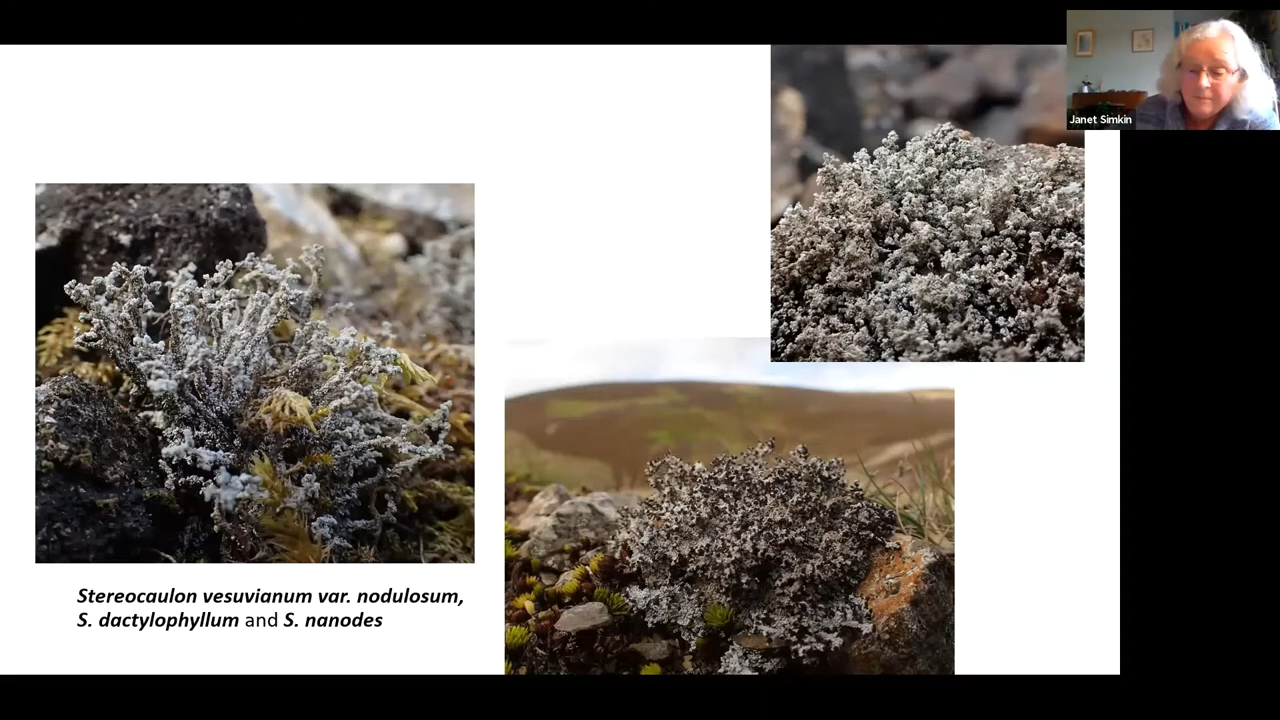 Janet Simkin
Stereocaulon vesuvianum var. nodulosum,
S. dactylophyllum and S. nanodes